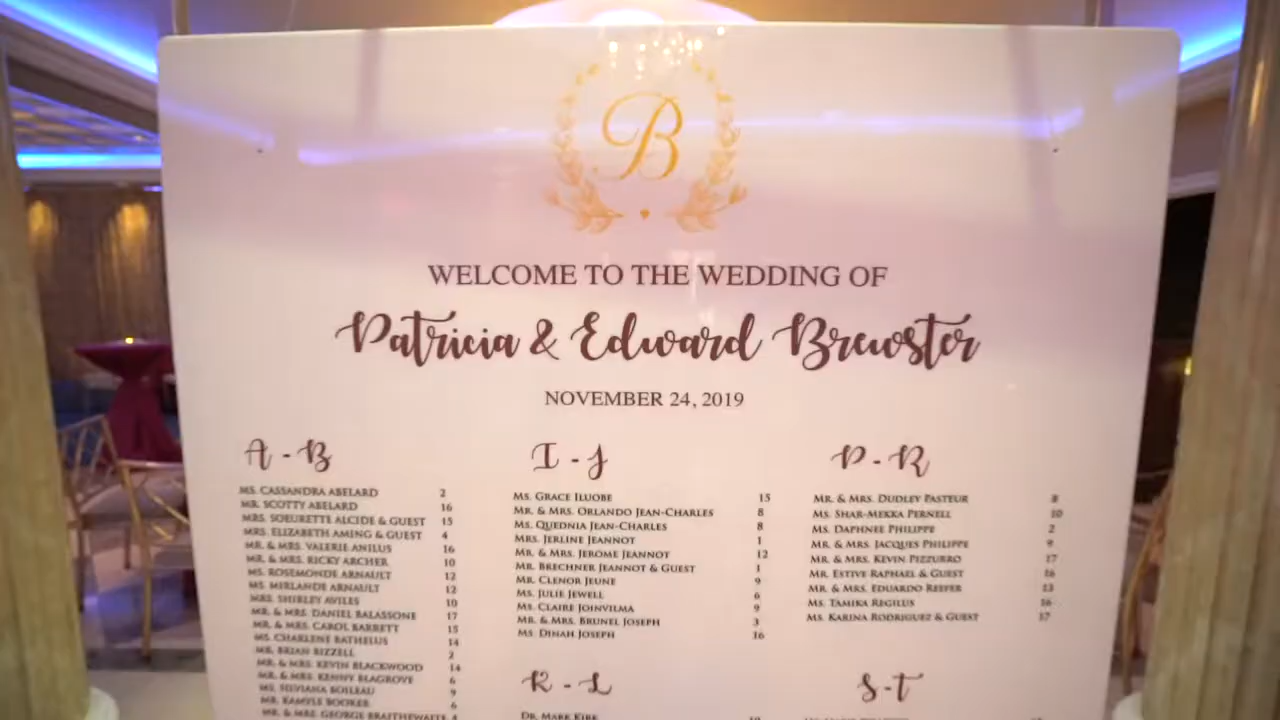 B
WELCOME TO THE WEDDING OF
Patricia & Edward Brewster
NOVEMBER 24, 2019
A - B
MS. CASSANDRA ABELARD 2
MR. SCOTTY ABELARD 16
MRS. SOEURETTE ALCIDE & GUEST 15
MRS. ELIZABETH AMING & GUEST 4
MR. & MRS. VALERIE ANILUS 16
MR. & MRS. RICKY ARCHER 10
MS. ROSEMONDE ARNAULT 12
MS. MIRLANDE ARNAULT 12
MRS. SHIRLEY AVILES 10
MR. & MRS. DANIEL BALASSONE 17
MR. & MRS. CAROL BARRETT 15
MS. CHARLENE BATHELUS 14
MR. BRIAN BIZZELL 2
MR. & MRS. KEVIN BLACKWOOD 14
MR. & MRS. KENNY BLAGROVE 6
MS. SILVIANA BOILEAU 9
MR. KAMYLE BOOKER 6
MR. & MRS. GEORGE BRAITHEWAITE 4
I - J
MS. GRACE ILUOBE 15
MR. & MRS. ORLANDO JEAN-CHARLES 8
MS. QUEDNIA JEAN-CHARLES 8
MRS. JERLINE JEANNOT 1
MR. & MRS. JEROME JEANNOT 12
MR. BRECHNER JEANNOT & GUEST 1
MR. CLENOR JEUNE 9
MS. JULIE JEWELL 6
MS. CLAIRE JOINVILMA 9
MR. & MRS. BRUNEL JOSEPH 3
MS. DINAH JOSEPH 16
K - L
DR. MARK KIRK
P - R
MR. & MRS. DUDLEY PASTEUR 8
MS. SHAR-MEKKA PERNELL 10
MS. DAPHNEE PHILIPPE 2
MR. & MRS. JACQUES PHILIPPE 9
MR. & MRS. KEVIN PIZZURRO 17
MR. ESTIVE RAPHAEL & GUEST 16
MR. & MRS. EDUARDO REEFER 13
MS. TAMIKA REGILUS 16
MS. KARINA RODRIGUEZ & GUEST 17
S - T